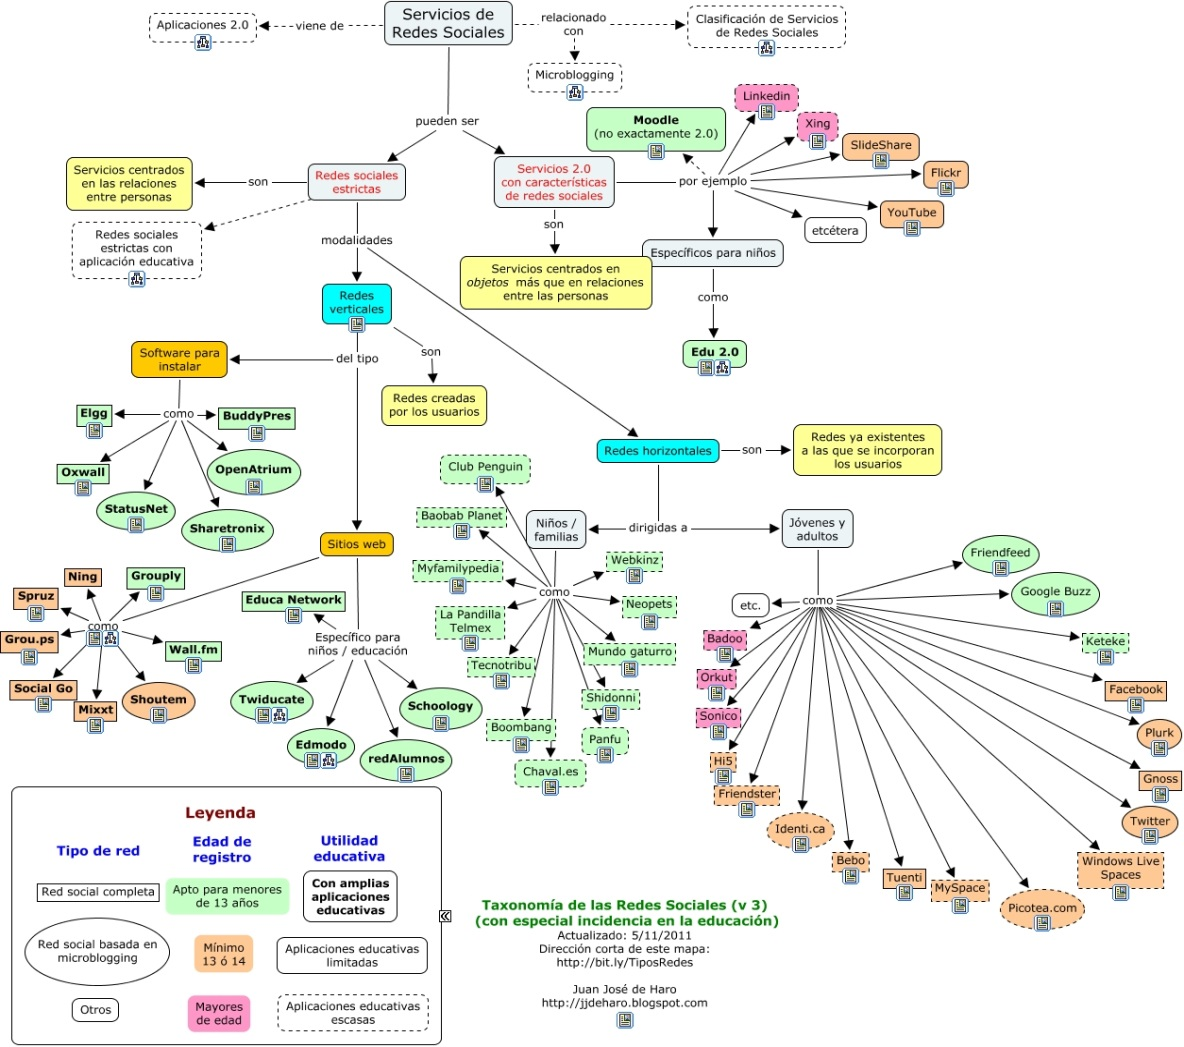 Servicios de
Redes Sociales
Aplicaciones 2.0
viene de
relacionado
con
Clasificación de Servicios
de Redes Sociales
Microblogging
pueden ser
Moodle
(no exactamente 2.0)
Linkedin
Xing
SlideShare
Flickr
YouTube
etcétera
por ejemplo
Servicios centrados
en las relaciones
entre personas
son
Redes sociales
estrictas
Servicios 2.0
con características
de redes sociales
Redes sociales
estrictas con
aplicación educativa
modalidades
son
Servicios centrados en
objetos más que en relaciones
entre las personas
Específicos para niños
como
Edu 2.0
Redes
verticales
son
Redes creadas
por los usuarios
del tipo
Software para
instalar
como
Elgg
BuddyPres
Oxwall
OpenAtrium
StatusNet
Sharetronix
Redes horizontales
son
Redes ya existentes
a las que se incorporan
los usuarios
dirigidas a
Niños /
familias
Jóvenes y
adultos
Sitios web
Club Penguin
Baobab Planet
Myfamilypedia
La Pandilla
Telmex
Tecnotribu
Boombang
Chaval.es
como
Webkinz
Neopets
Mundo gaturro
Shidonni
Panfu
como
Friendfeed
Google Buzz
Keteke
Facebook
Plurk
Gnoss
Twitter
Windows Live
Spaces
Picotea.com
MySpace
Tuenti
Bebo
Identi.ca
Friendster
Hi5
Sonico
Orkut
Badoo
etc.
Ning
Grouply
Spruz
como
Grou.ps
Wall.fm
Social Go
Mixxt
Shoutem
Educa Network
Específico para
niños / educación
Twiducate
Schoology
Edmodo
redAlumnos
Leyenda
Tipo de red
Edad de
registro
Utilidad
educativa
Red social completa
Apto para menores
de 13 años
Con amplias
aplicaciones
educativas
Red social basada en
microblogging
Mínimo
13 ó 14
Aplicaciones educativas
limitadas
Otros
Mayores
de edad
Aplicaciones educativas
escasas
Taxonomía de las Redes Sociales (v 3)
(con especial incidencia en la educación)
Actualizado: 5/11/2011
Dirección corta de este mapa:
http://bit.ly/TiposRedes
Juan José de Haro
http://jjdeharo.blogspot.com